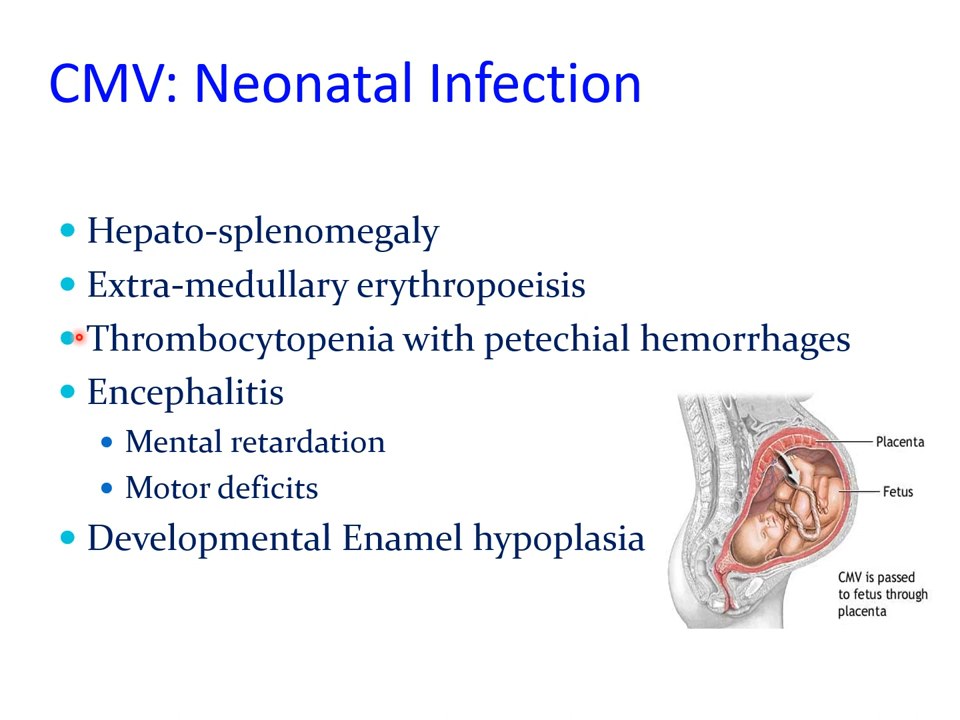 CMV: Neonatal Infection
Hepato-splenomegaly
Extra-medullary erythropoeisis
Thrombocytopenia with petechial hemorrhages
Encephalitis
Mental retardation
Motor deficits
Developmental Enamel hypoplasia
Placenta
Fetus
CMV is passed
to fetus through
placenta